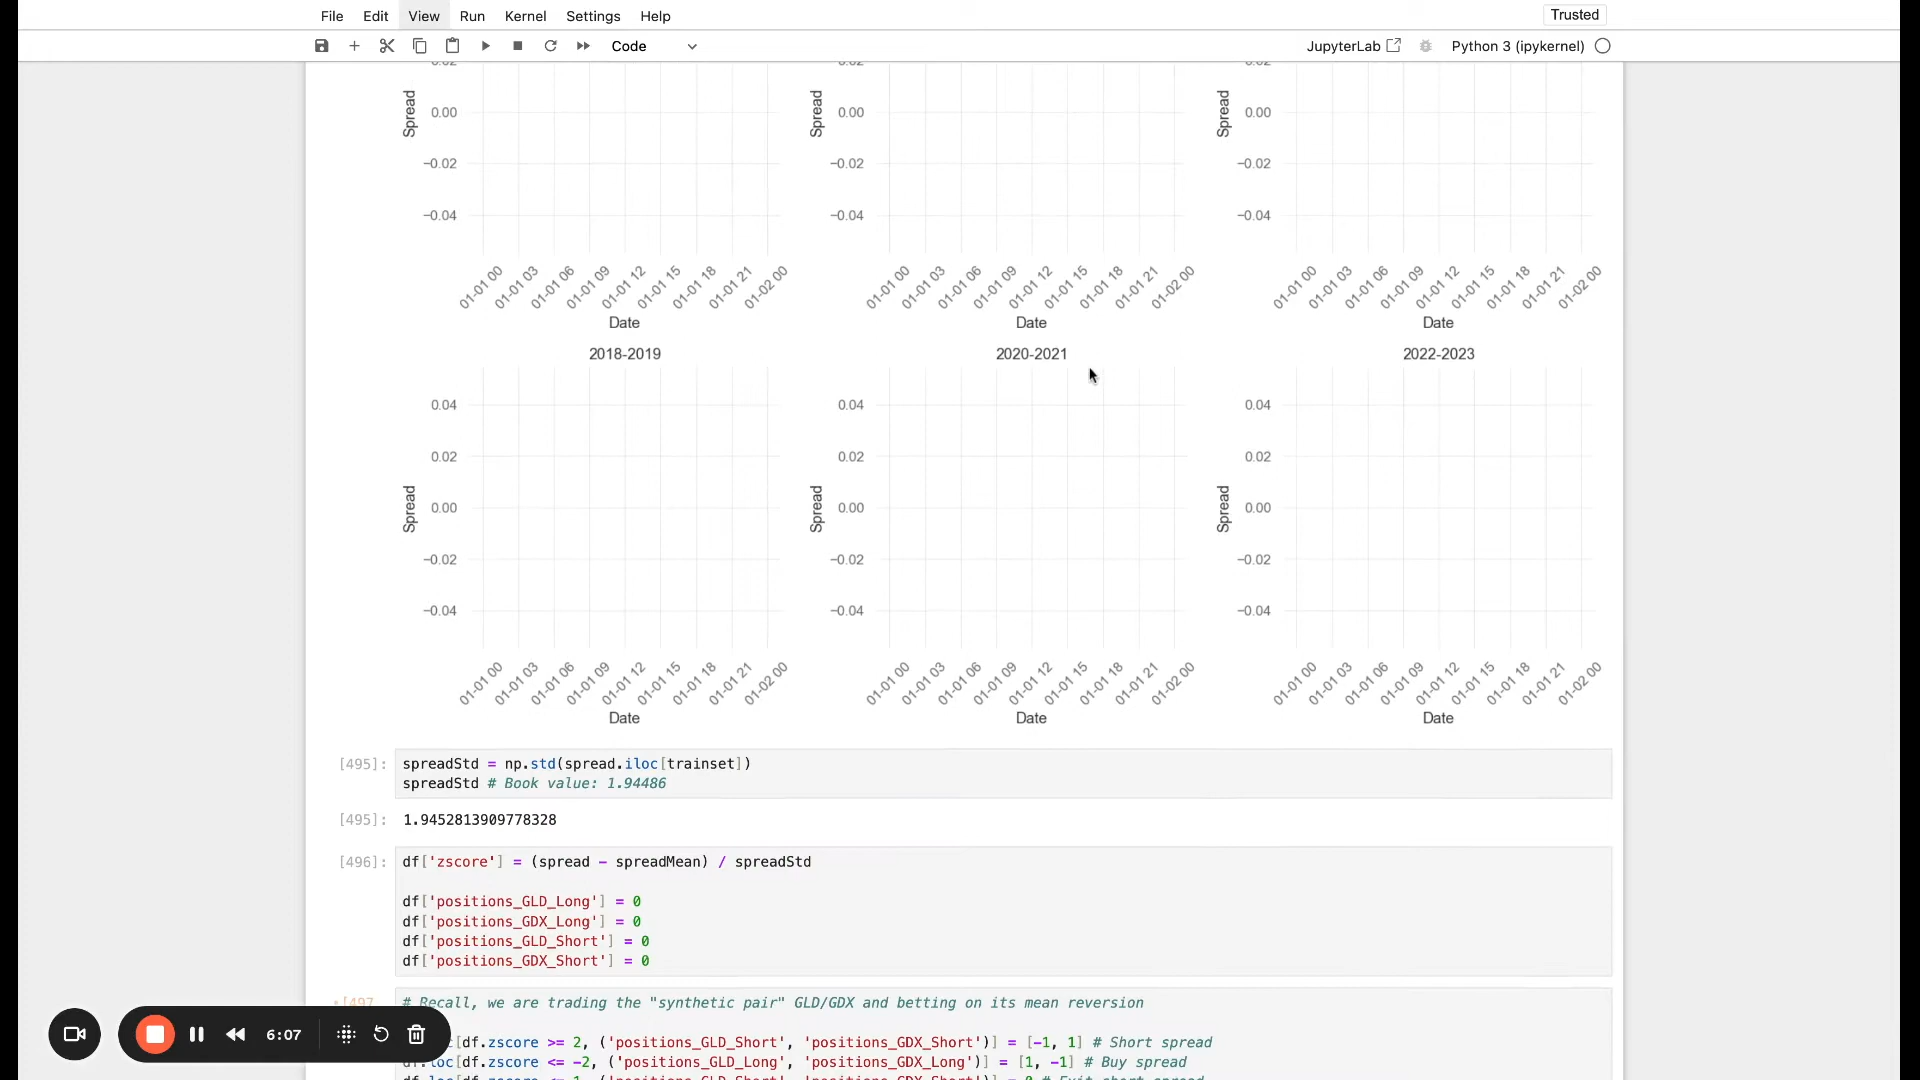 File Edit View Run Kernel Settings Help Trusted
Code JupyterLab Python 3 (ipykernel)
0.02 0.02 0.02
Spread 0.00 Spread 0.00 Spread 0.00
−0.02 −0.02 −0.02
−0.04 −0.04 −0.04
01-01 00 01-01 03 01-01 06 01-01 09 01-01 12 01-01 15 01-01 18 01-01 21 01-02 00 01-01 00 01-01 03 01-01 06 01-01 09 01-01 12 01-01 15 01-01 18 01-01 21 01-02 00 01-01 00 01-01 03 01-01 06 01-01 09 01-01 12 01-01 15 01-01 18 01-01 21 01-02 00
Date Date Date
2018-2019 2020-2021 2022-2023
0.04 0.04 0.04
0.02 0.02 0.02
Spread 0.00 Spread 0.00 Spread 0.00
−0.02 −0.02 −0.02
−0.04 −0.04 −0.04
01-01 00 01-01 03 01-01 06 01-01 09 01-01 12 01-01 15 01-01 18 01-01 21 01-02 00 01-01 00 01-01 03 01-01 06 01-01 09 01-01 12 01-01 15 01-01 18 01-01 21 01-02 00 01-01 00 01-01 03 01-01 06 01-01 09 01-01 12 01-01 15 01-01 18 01-01 21 01-02 00
Date Date Date
[495]: spreadStd = np.std(spread.iloc[trainset])
spreadStd # Book value: 1.94486
[495]: 1.9452813909778328
[496]: df['zscore'] = (spread - spreadMean) / spreadStd
df['positions_GLD_Long'] = 0
df['positions_GDX_Long'] = 0
df['positions_GLD_Short'] = 0
df['positions_GDX_Short'] = 0
[497 # Recall, we are trading the "synthetic pair" GLD/GDX and betting on its mean reversion
[df.zscore >= 2, ('positions_GLD_Short', 'positions_GDX_Short')] = [-1, 1] # Short spread
[df.zscore <= -2, ('positions_GLD_Long', 'positions_GDX_Long')] = [1, -1] # Buy spread
6:07